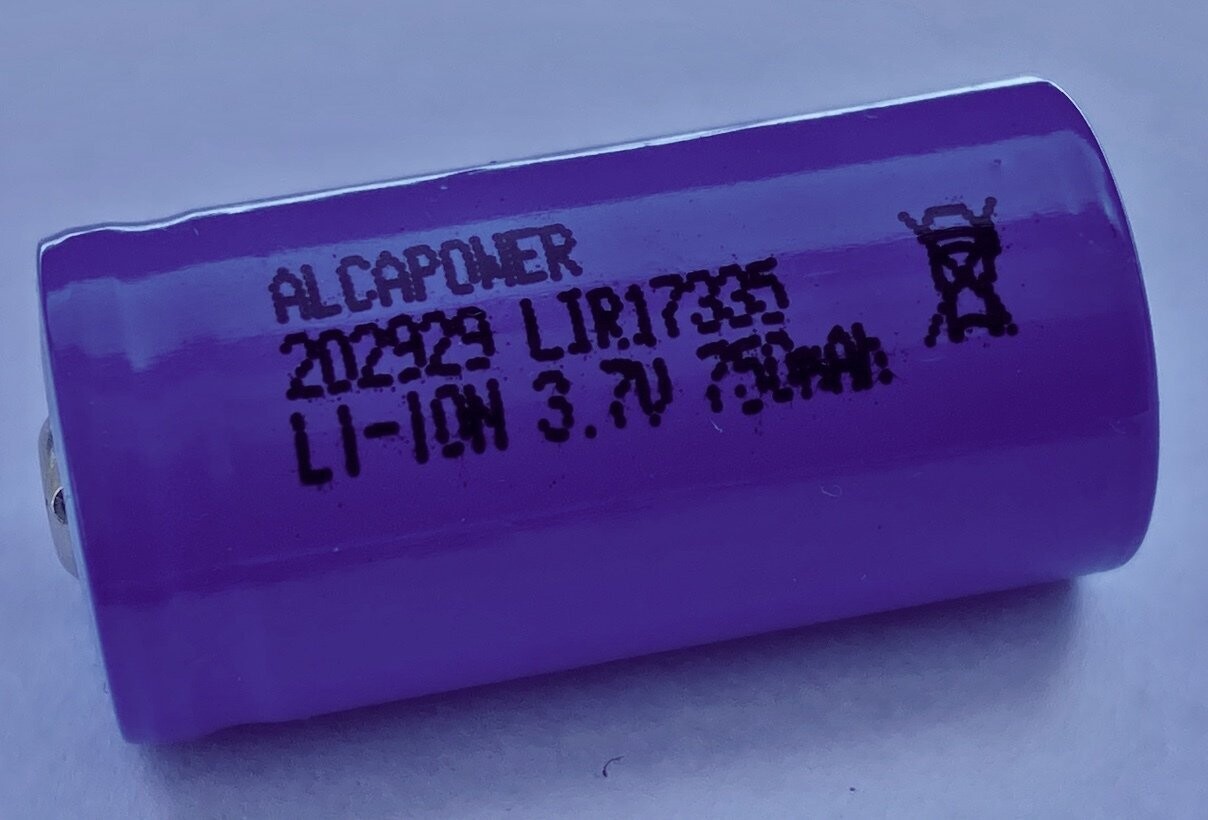 ALCAPOWER
202929 LIR17335
LI-ION 3.7V 750mAh